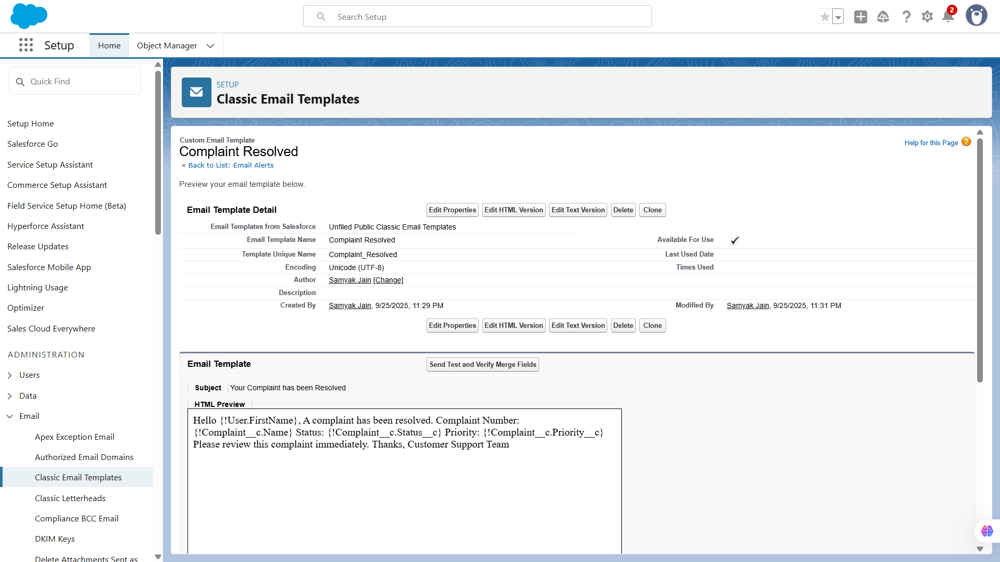 Search Setup
2
Setup
Home
Object Manager
Quick Find
Setup Home
Salesforce Go
Service Setup Assistant
Commerce Setup Assistant
Field Service Setup Home (Beta)
Hyperforce Assistant
Release Updates
Salesforce Mobile App
Lightning Usage
Optimizer
Sales Cloud Everywhere
ADMINISTRATION
Users
Data
Email
Apex Exception Email
Authorized Email Domains
Classic Email Templates
Classic Letterheads
Compliance BCC Email
DKIM Keys
Delete Attachments Sent as
SETUP
Classic Email Templates
Custom Email Template
Complaint Resolved
« Back to List: Email Alerts
Help for this Page ?
Preview your email template below.
Email Template Detail
Edit Properties Edit HTML Version Edit Text Version Delete Clone
Email Templates from Salesforce Unfiled Public Classic Email Templates
Email Template Name Complaint Resolved Available For Use
Template Unique Name Complaint_Resolved Last Used Date
Encoding Unicode (UTF-8) Times Used
Author Samyak Jain [Change]
Description
Created By Samyak Jain, 9/25/2025, 11:29 PM Modified By Samyak Jain, 9/25/2025, 11:31 PM
Edit Properties Edit HTML Version Edit Text Version Delete Clone
Email Template Send Test and Verify Merge Fields
Subject Your Complaint has been Resolved
HTML Preview
Hello {!User.FirstName}, A complaint has been resolved. Complaint Number:
{!Complaint__c.Name} Status: {!Complaint__c.Status__c} Priority: {!Complaint__c.Priority__c}
Please review this complaint immediately. Thanks, Customer Support Team